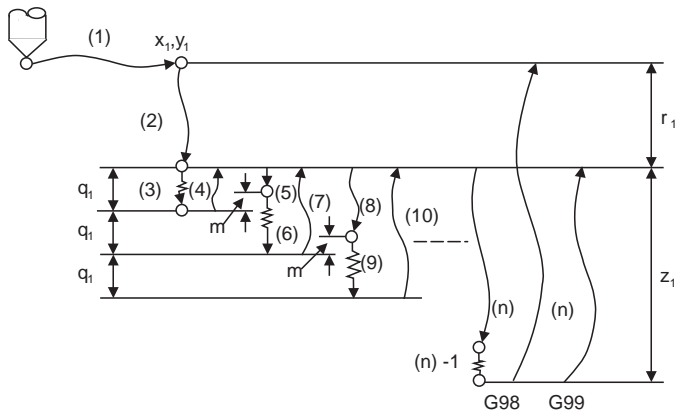 (1)
x1,y1
(2)
r1
q1
(3)
(4)
(5)
(7)
(8)
m
q1
(6)
(10)
q1
m
(9)
z1
(n)
(n)
(n) -1
G98
G99